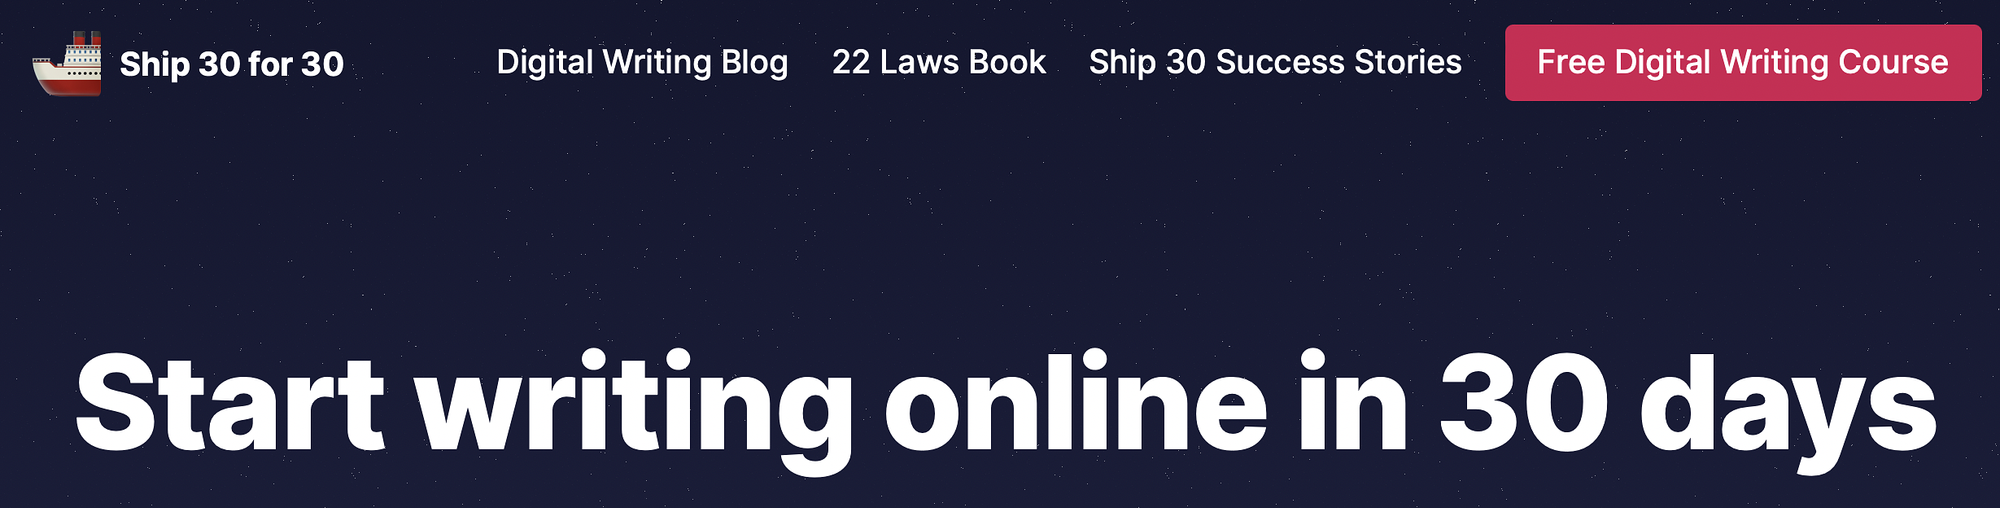 Ship 30 for 30 Digital Writing Blog 22 Laws Book Ship 30 Success Stories Free Digital Writing Course
Start writing online in 30 days